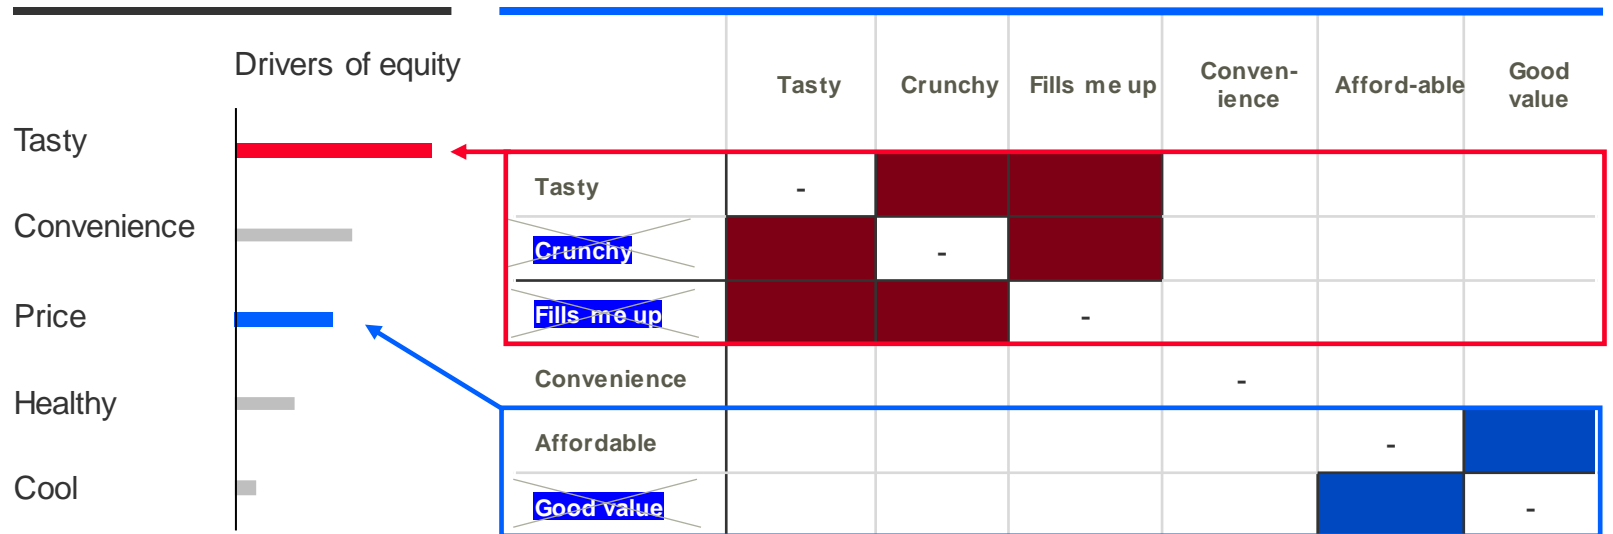 Drivers of equity
Tasty
Convenience
Price
Healthy
Cool
Tasty Crunchy Fills me up Conven-ience Afford-able Good value
Tasty -
Crunchy -
Fills me up -
Convenience -
Affordable -
Good value -